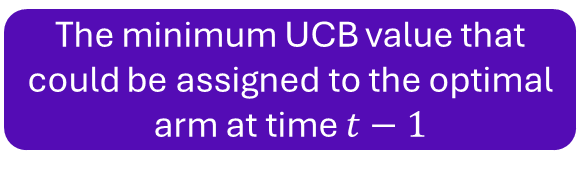 The minimum UCB value that
could be assigned to the optimal
arm at time t − 1